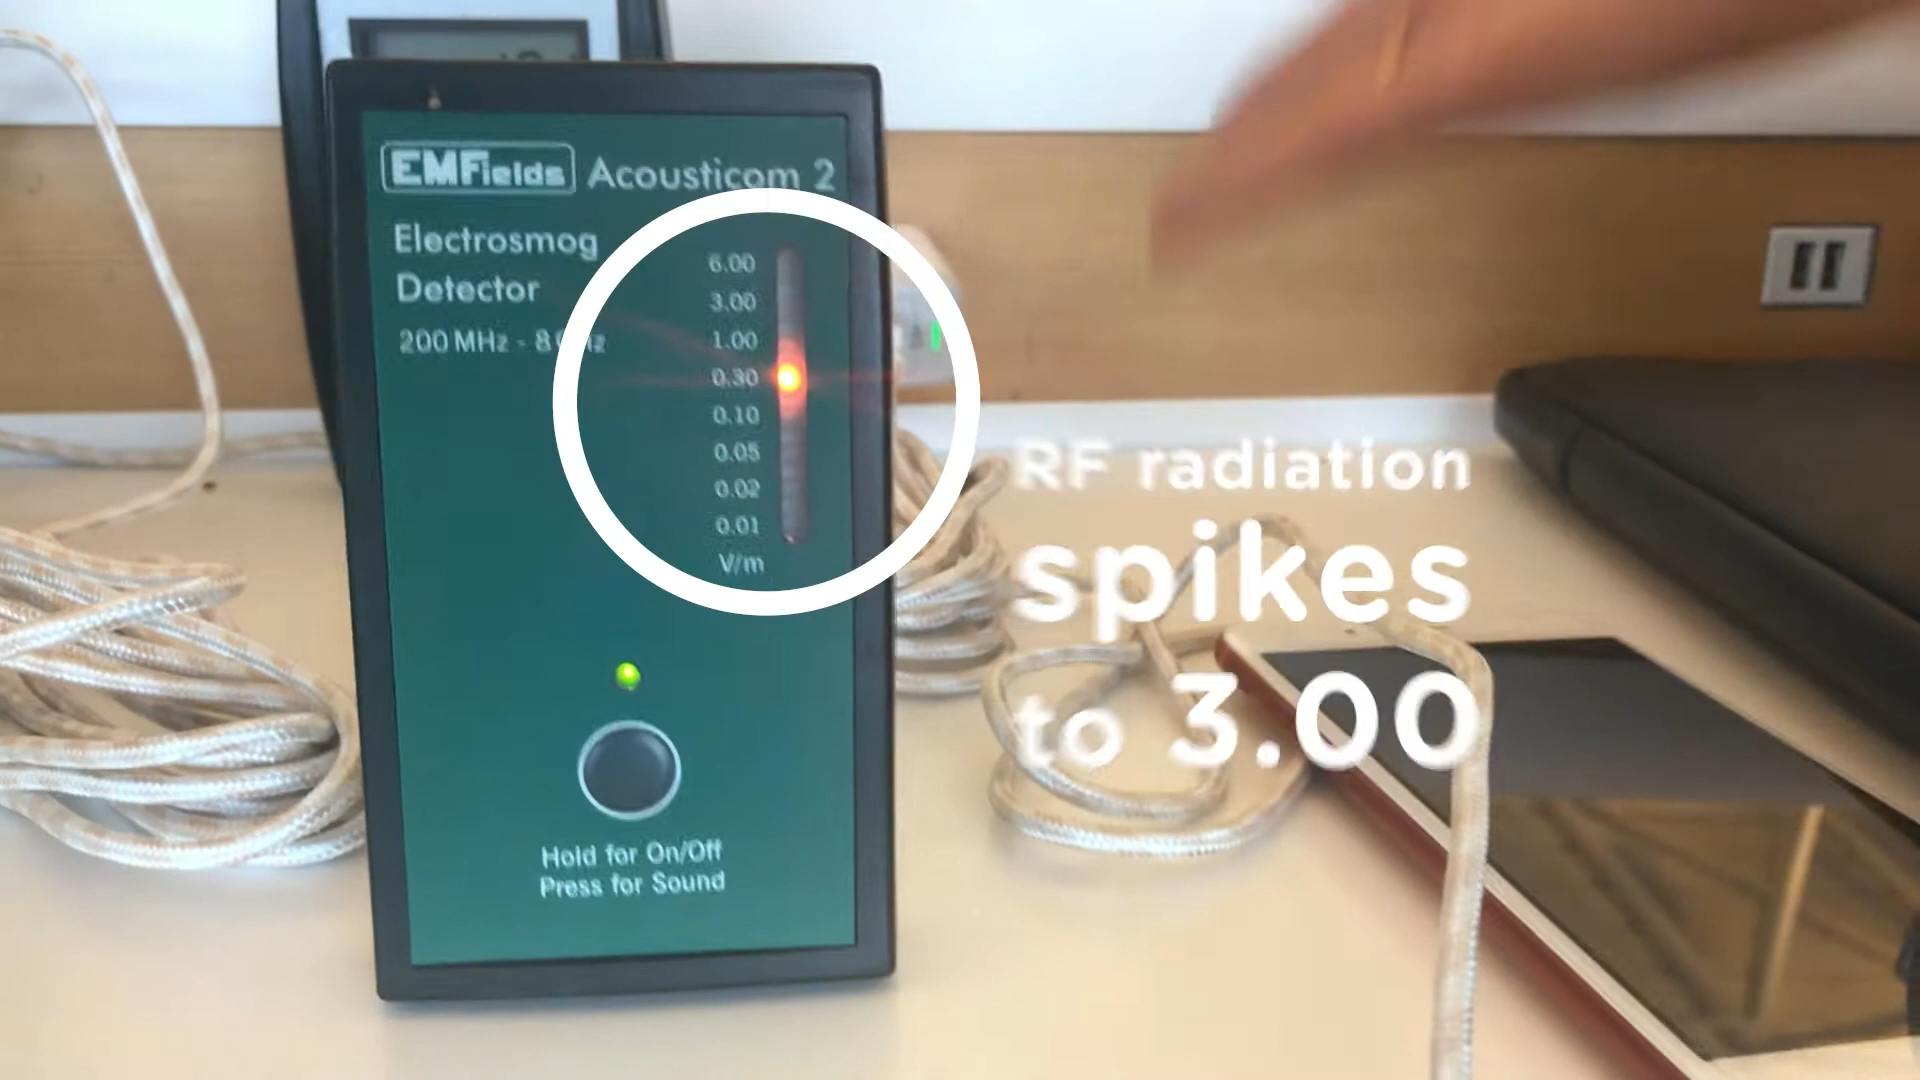 EMFields Acousticom 2
Electrosmog
Detector
200 MHz - 8 GHz
6.00
3.00
1.00
0.30
0.10
0.05
0.02
0.01
V/m
RF radiation
spikes
to 3.00
Hold for On/Off
Press for Sound